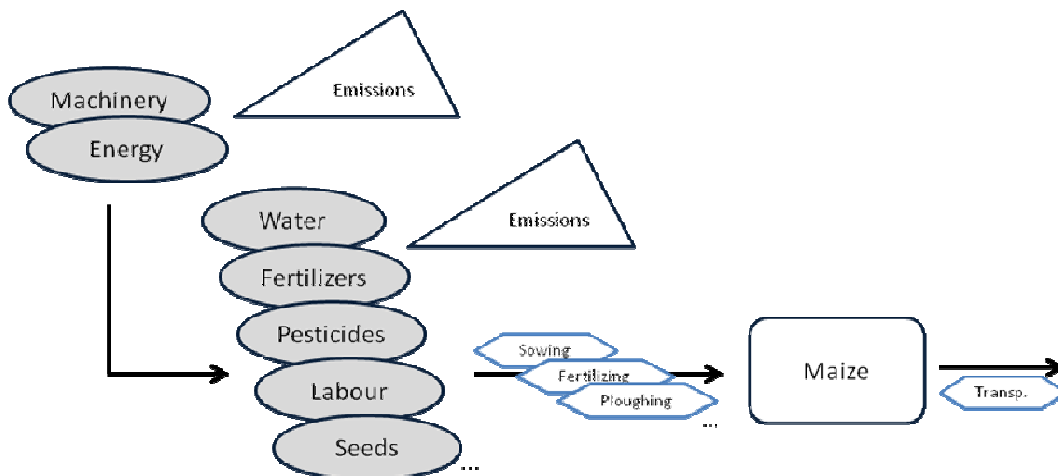 Emissions
Machinery
Energy
Water
Emissions
Fertilizers
Pesticides
Labour
Seeds
...
Sowing
Fertilizing
Ploughing
...
Maize
Transp.